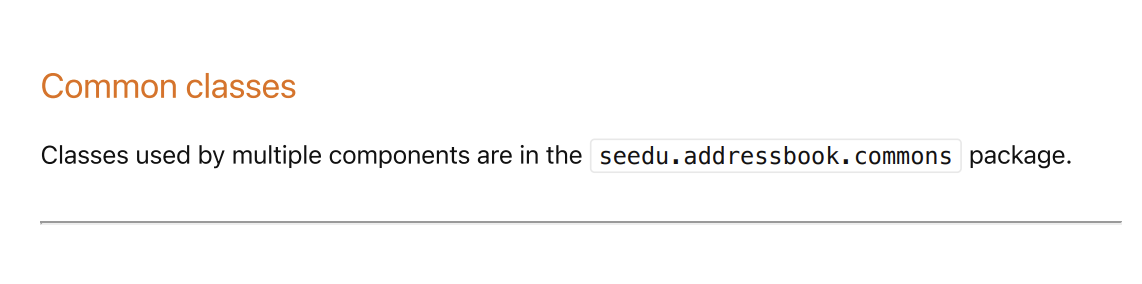 Common classes
Classes used by multiple components are in the seedu.addressbook.commons package.